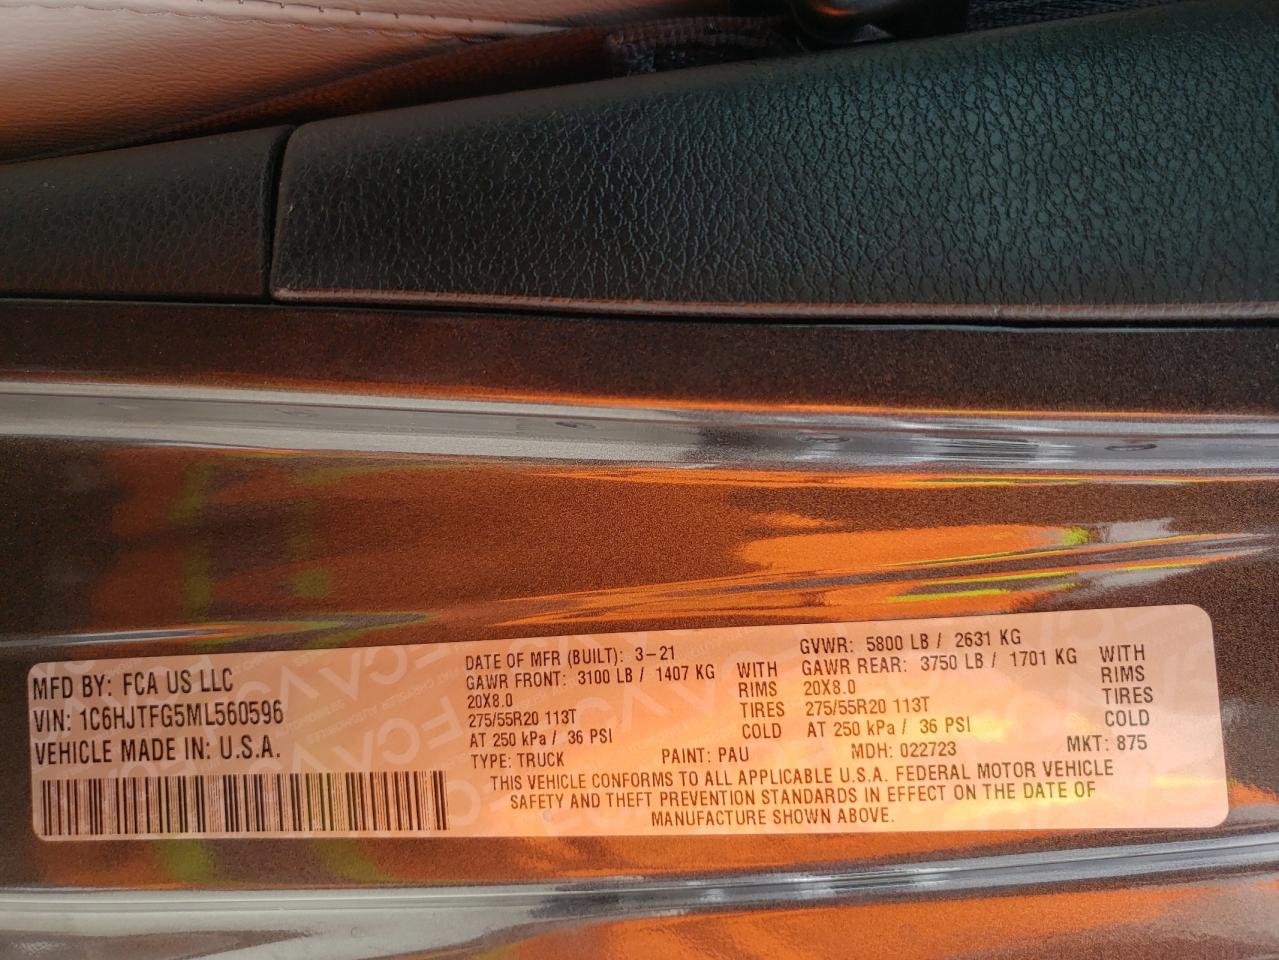 MFD BY: FCA US LLC
VIN: 1C6HJTFG5ML560596
VEHICLE MADE IN: U.S.A.
DATE OF MFR (BUILT): 3-21
GAWR FRONT: 3100 LB / 1407 KG WITH
20X8.0 RIMS
275/55R20 113T TIRES
AT 250 kPa / 36 PSI COLD
GVWR: 5800 LB / 2631 KG
GAWR REAR: 3750 LB / 1701 KG WITH
20X8.0 RIMS
275/55R20 113T TIRES
AT 250 kPa / 36 PSI COLD
TYPE: TRUCK PAINT: PAU MDH: 022723 MKT: 875
THIS VEHICLE CONFORMS TO ALL APPLICABLE U.S.A. FEDERAL MOTOR VEHICLE
SAFETY AND THEFT PREVENTION STANDARDS IN EFFECT ON THE DATE OF
MANUFACTURE SHOWN ABOVE.